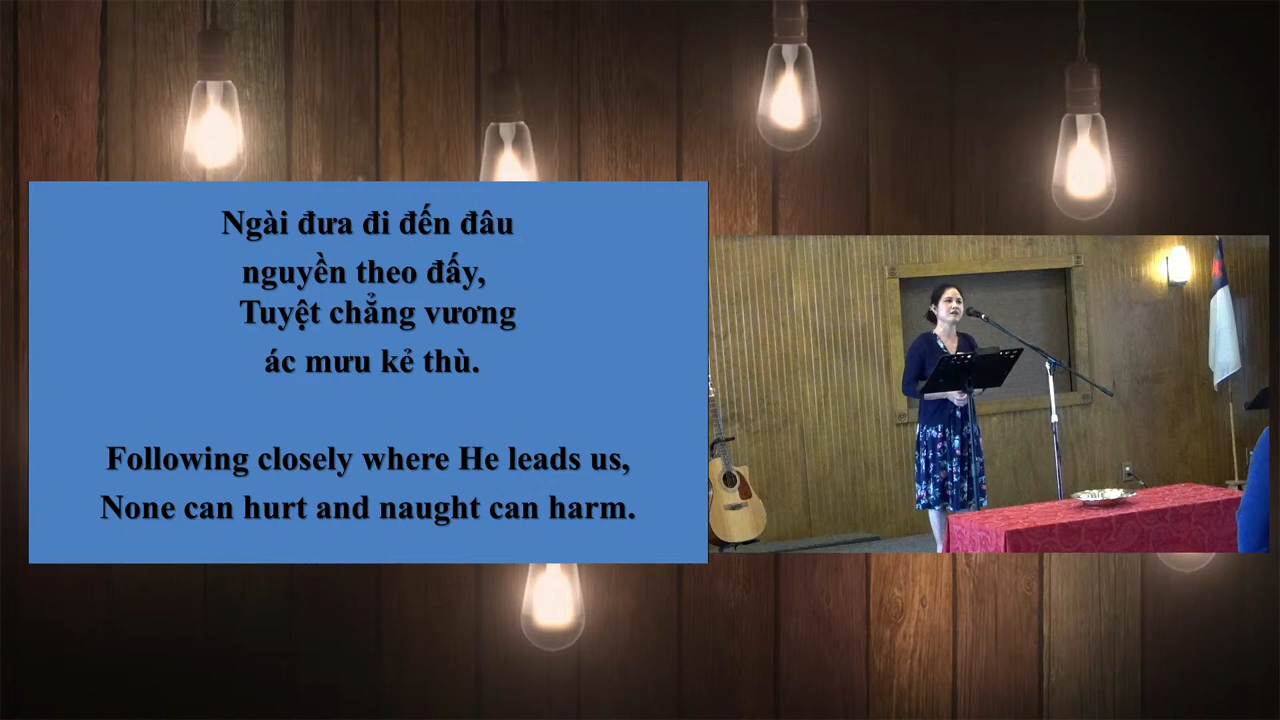 Ngài đưa đi đến đâu
nguyền theo đấy,
Tuyệt chẳng vương
ác mưu kẻ thù.
Following closely where He leads us,
None can hurt and naught can harm.